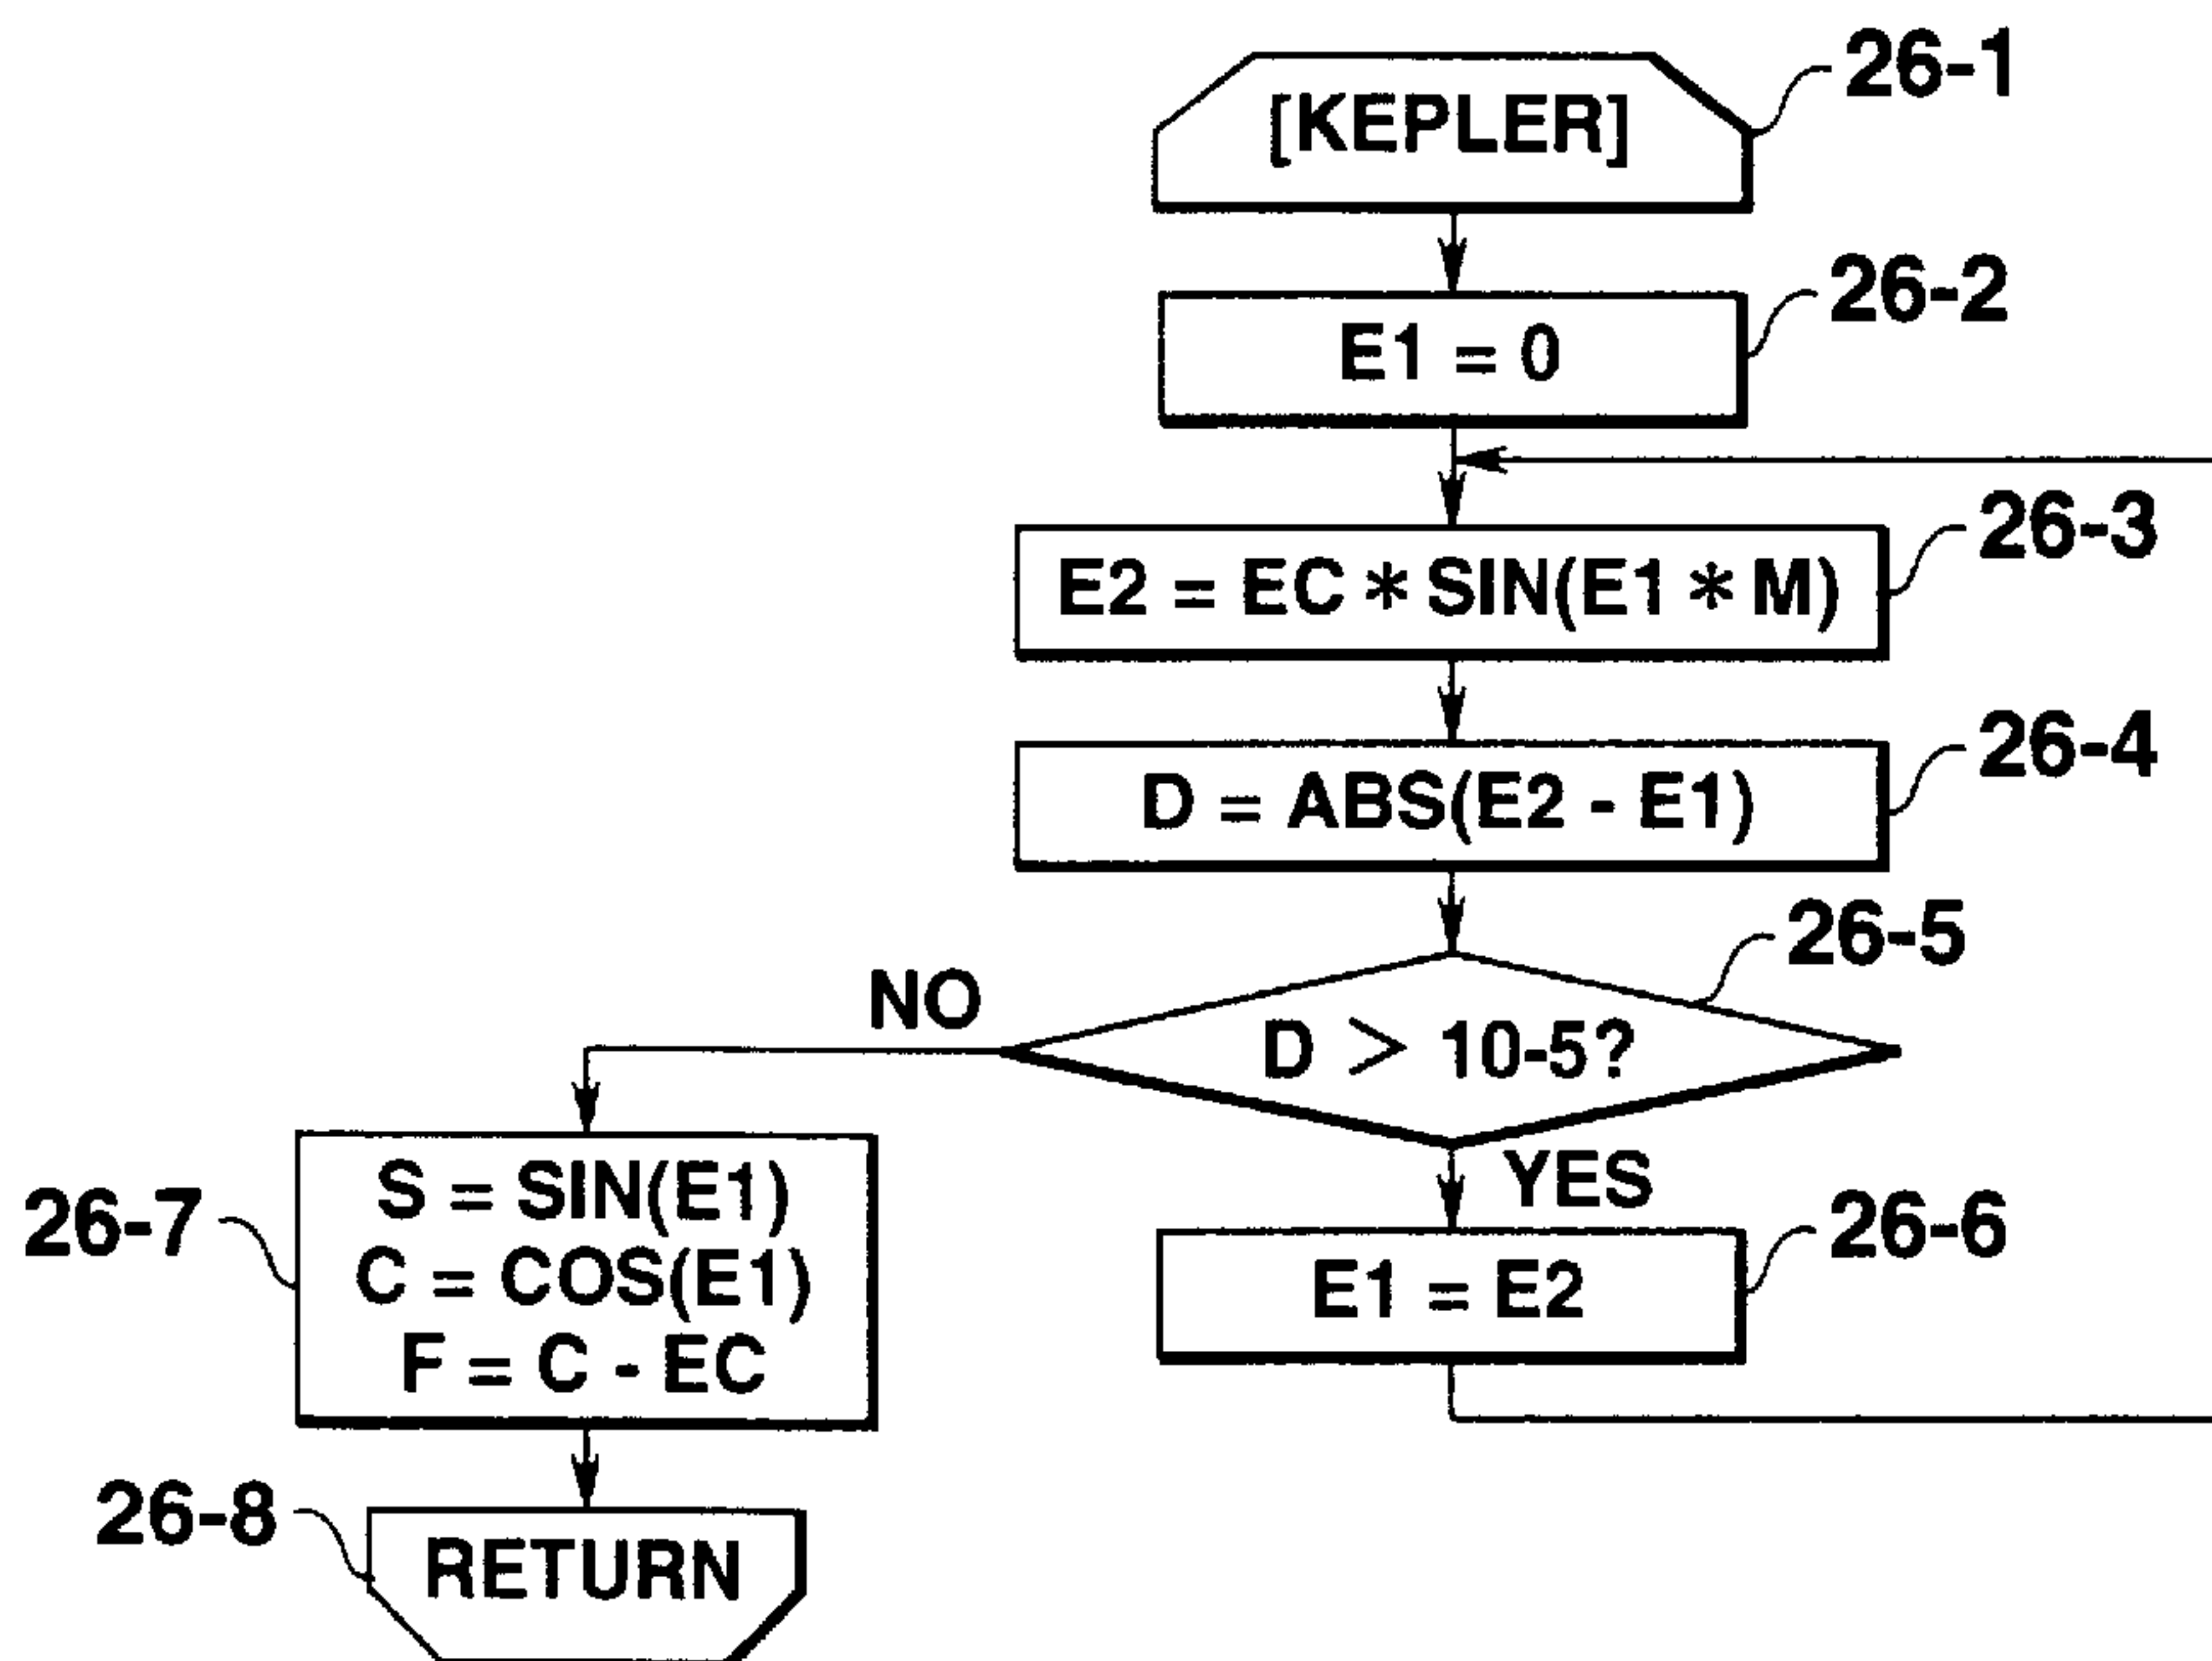 [KEPLER]
26-1
E1 = 0
26-2
E2 = EC * SIN(E1 * M)
26-3
D = ABS(E2 - E1)
26-4
D > 10-5?
26-5
NO
YES
E1 = E2
26-6
S = SIN(E1)
C = COS(E1)
F = C - EC
26-7
RETURN
26-8